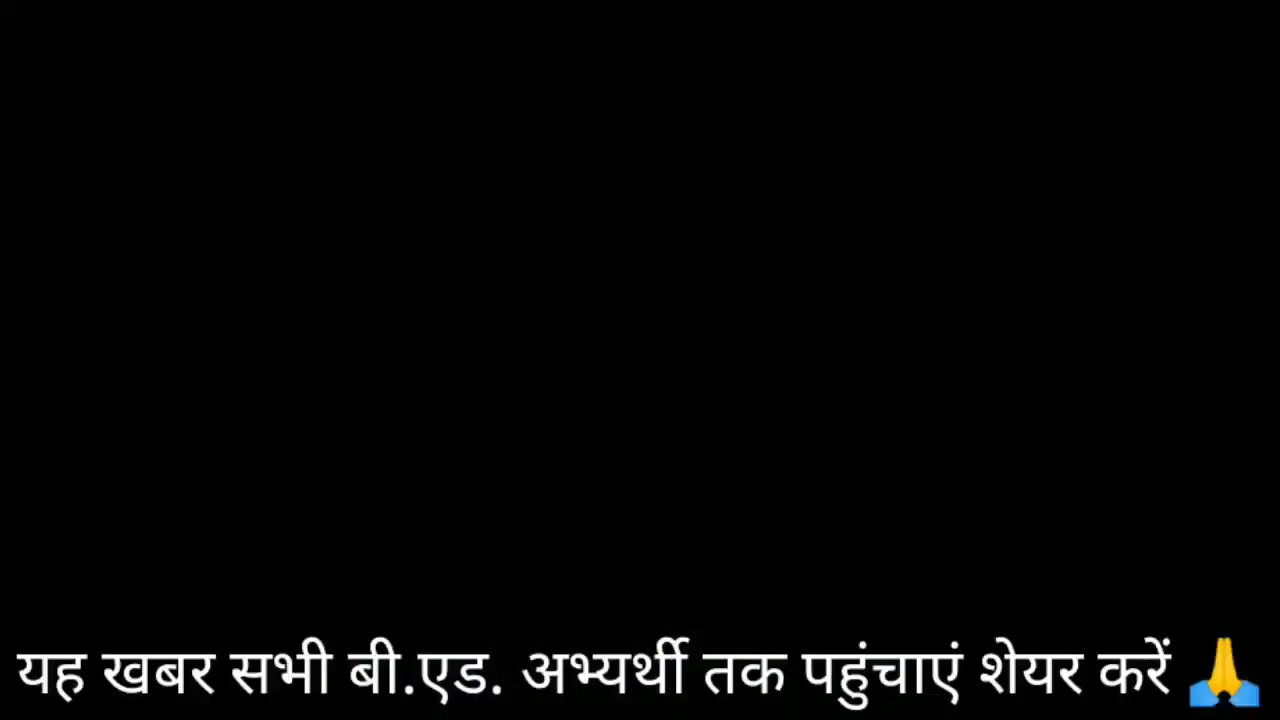 यह खबर सभी बी.एड. अभ्यर्थी तक पहुंचाएं शेयर करें 🙏